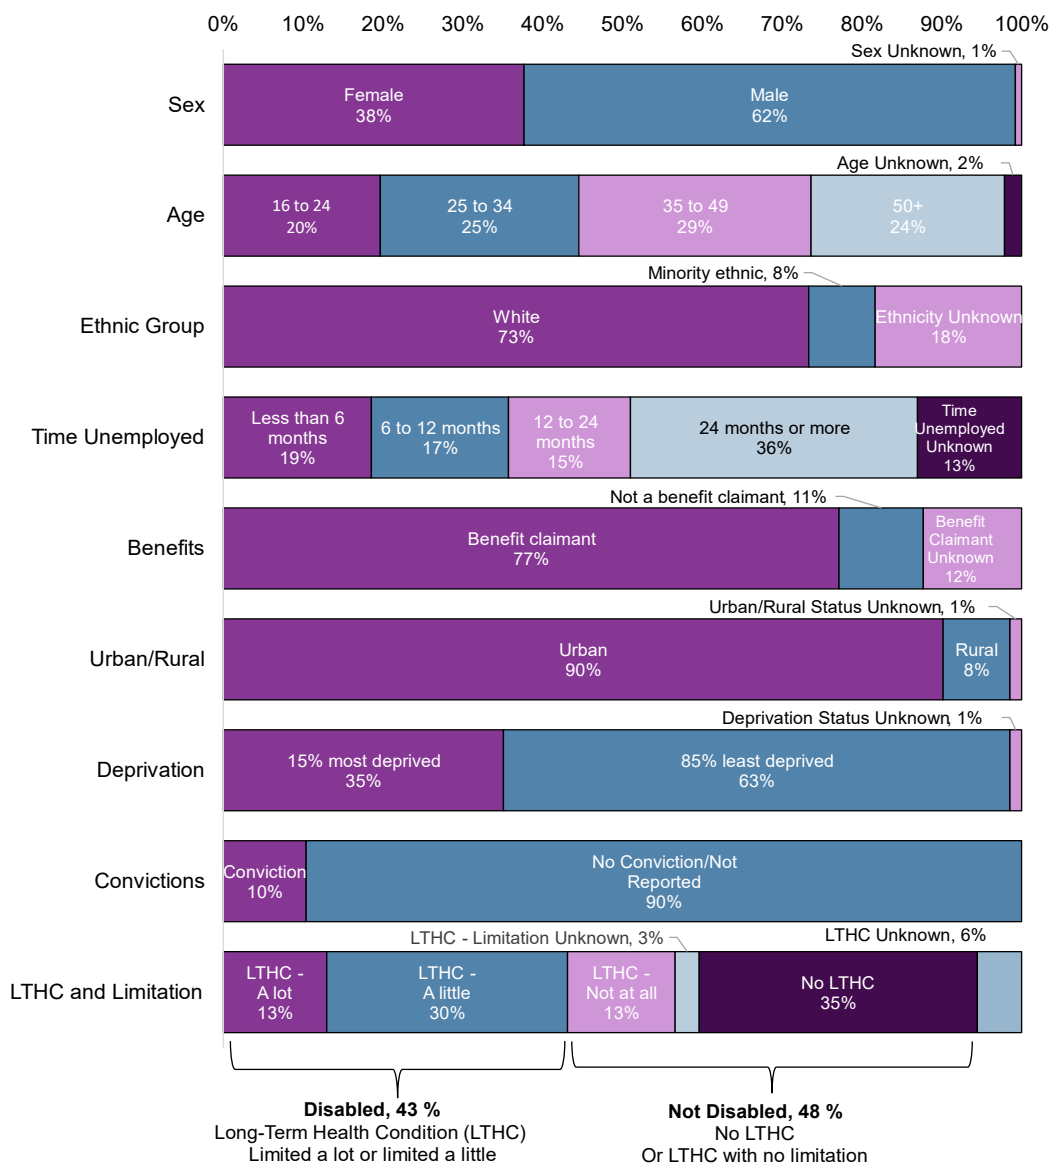 0% 10% 20% 30% 40% 50% 60% 70% 80% 90% 100%
Sex Unknown, 1%
Sex
Female
38%
Male
62%
Age Unknown, 2%
Age
16 to 24
20%
25 to 34
25%
35 to 49
29%
50+
24%
Minority ethnic, 8%
Ethnic Group
White
73%
Ethnicity Unknown
18%
Time Unemployed
Less than 6
months
19%
6 to 12 months
17%
12 to 24
months
15%
24 months or more
36%
Time
Unemployed
Unknown
13%
Not a benefit claimant, 11%
Benefits
Benefit claimant
77%
Benefit
Claimant
Unknown
12%
Urban/Rural Status Unknown, 1%
Urban/Rural
Urban
90%
Rural
8%
Deprivation Status Unknown, 1%
Deprivation
15% most deprived
35%
85% least deprived
63%
Convictions
Conviction
10%
No Conviction/Not
Reported
90%
LTHC - Limitation Unknown, 3%
LTHC Unknown, 6%
LTHC and Limitation
LTHC -
A lot
13%
LTHC -
A little
30%
LTHC -
Not at all
13%
No LTHC
35%
Disabled, 43 %
Long-Term Health Condition (LTHC)
Limited a lot or limited a little
Not Disabled, 48 %
No LTHC
Or LTHC with no limitation